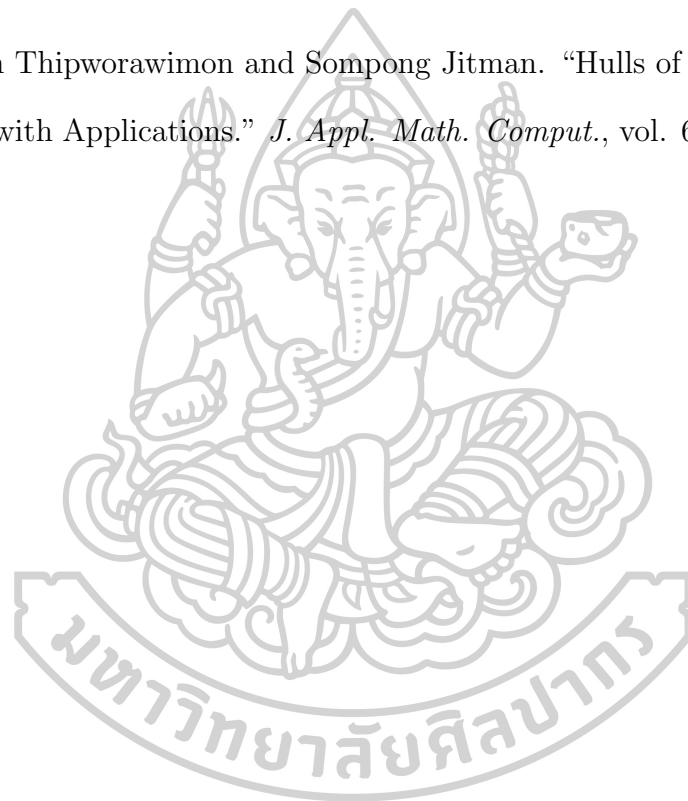 Thipworawimon and Sompong Jitman. “Hulls of
with Applications.” J. Appl. Math. Comput., vol. 6
มหาวิทยาลัยศิลปากร